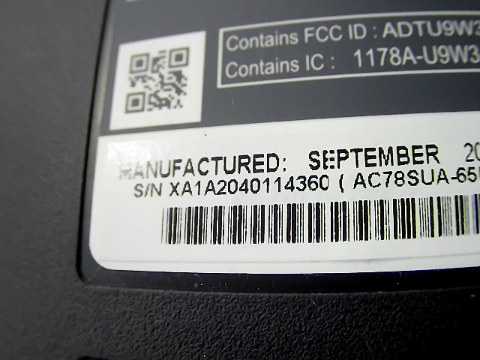 Contains FCC ID : ADTU9W3
Contains IC : 1178A-U9W3
MANUFACTURED: SEPTEMBER 20
S/N XA1A2040114360 ( AC78SUA-65